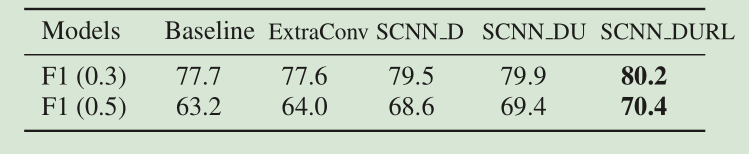 Models Baseline ExtraConv SCNN_D SCNN_DU SCNN_DURL
F1 (0.3) 77.7 77.6 79.5 79.9 80.2
F1 (0.5) 63.2 64.0 68.6 69.4 70.4